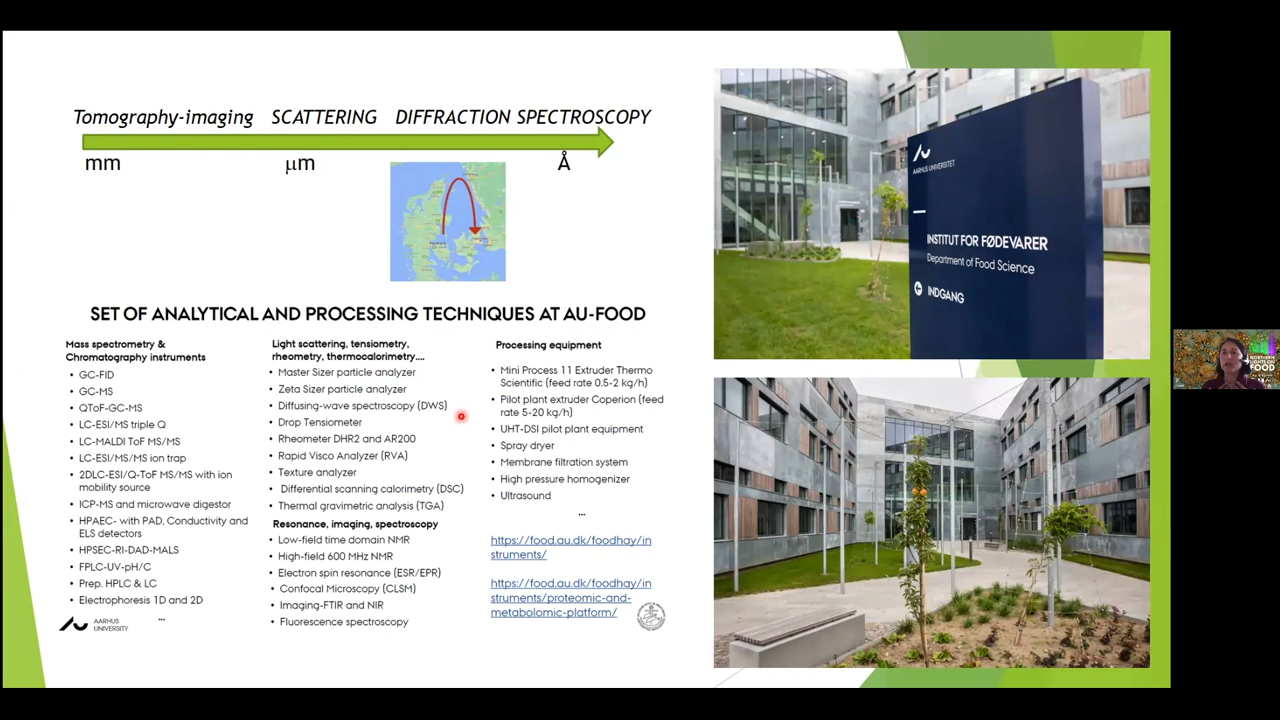 Tomography-imaging SCATTERING DIFFRACTION SPECTROSCOPY
mm μm Å
SET OF ANALYTICAL AND PROCESSING TECHNIQUES AT AU-FOOD
Mass spectrometry &
Chromatography instruments
• GC-FID
• GC-MS
• QToF-GC-MS
• LC-ESI/MS triple Q
• LC-MALDI ToF MS/MS
• LC-ESI/MS/MS ion trap
• 2DLC-ESI/Q-ToF MS/MS with ion
mobility source
• ICP-MS and microwave digestor
• HPAEC- with PAD, Conductivity and
ELS detectors
• HPSEC-RI-DAD-MALS
• FPLC-UV-pH/C
• Prep. HPLC & LC
• Electrophoresis 1D and 2D
...
AARHUS
UNIVERSITY
Light scattering, tensiometry,
rheometry, thermocalorimetry....
• Master Sizer particle analyzer
• Zeta Sizer particle analyzer
• Diffusing-wave spectroscopy (DWS)
• Drop Tensiometer
• Rheometer DHR2 and AR200
• Rapid Visco Analyzer (RVA)
• Texture analyzer
• Differential scanning calorimetry (DSC)
• Thermal gravimetric analysis (TGA)
Resonance, imaging, spectroscopy
• Low-field time domain NMR
• High-field 600 MHz NMR
• Electron spin resonance (ESR/EPR)
• Confocal Microscopy (CLSM)
• Imaging-FTIR and NIR
• Fluorescence spectroscopy
Processing equipment
• Mini Process 11 Extruder Thermo
Scientific (feed rate 0.5-2 kg/h)
• Pilot plant extruder Coperion (feed
rate 5-20 kg/h)
• UHT-DSI pilot plant equipment
• Spray dryer
• Membrane filtration system
• High pressure homogenizer
• Ultrasound
...
https://food.au.dk/foodhay/in
struments/
https://food.au.dk/foodhay/in
struments/proteomic-and-
metabolomic-platform/
AARHUS UNIVERSITET
INSTITUT FOR FØDEVARER
Department of Food Science
INDGANG
NORTHERN
LIGHTS ON
FOOD